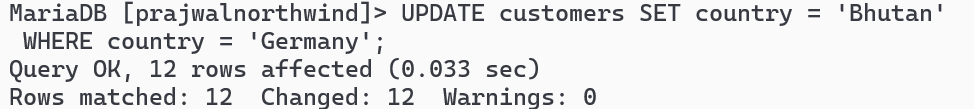 MariaDB [prajwalnorthwind]> UPDATE customers SET country = 'Bhutan'
 WHERE country = 'Germany';
Query OK, 12 rows affected (0.033 sec)
Rows matched: 12  Changed: 12  Warnings: 0